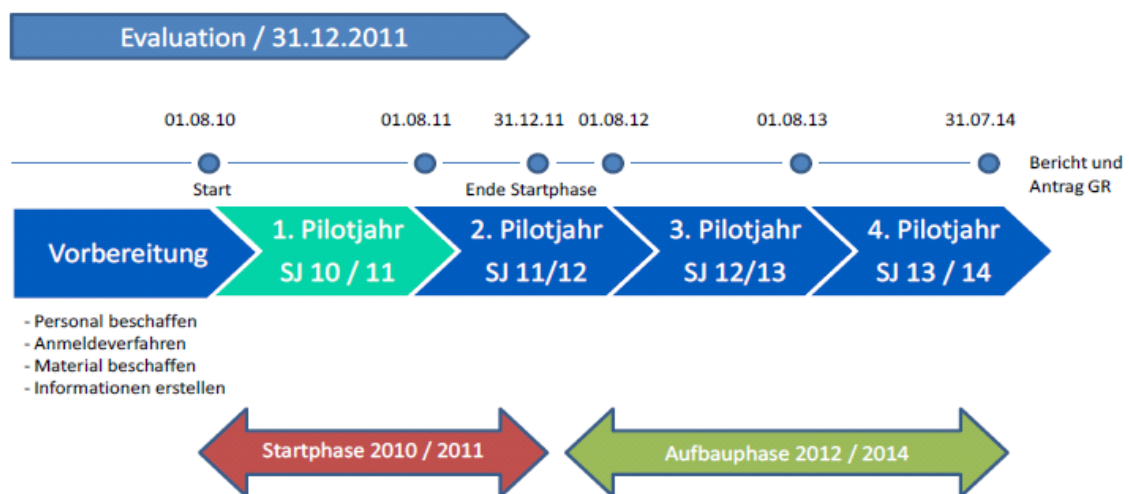 Evaluation / 31.12.2011
01.08.10
01.08.11
31.12.11
01.08.12
01.08.13
31.07.14
Start
Ende Startphase
Bericht und
Antrag GR
Vorbereitung
1. Pilotjahr
SJ 10 / 11
2. Pilotjahr
SJ 11/12
3. Pilotjahr
SJ 12/13
4. Pilotjahr
SJ 13 / 14
- Personal beschaffen
- Anmeldeverfahren
- Material beschaffen
- Informationen erstellen
Startphase 2010 / 2011
Aufbauphase 2012 / 2014